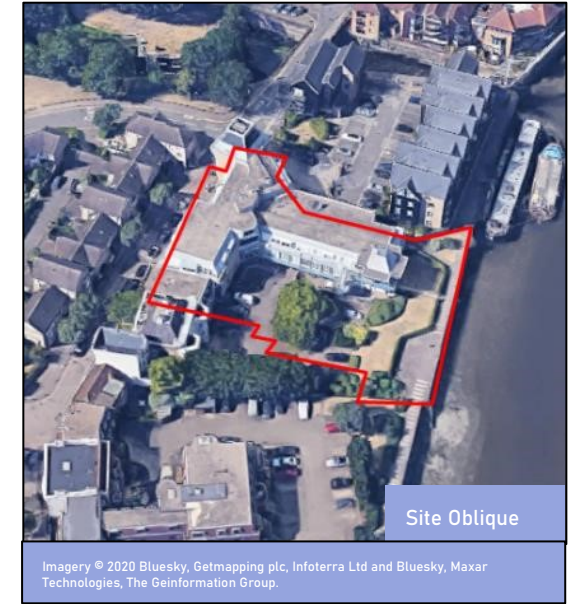 Site Oblique
Imagery © 2020 Bluesky, Getmapping plc, Infoterra Ltd and Bluesky, Maxar
Technologies, The Geinformation Group.